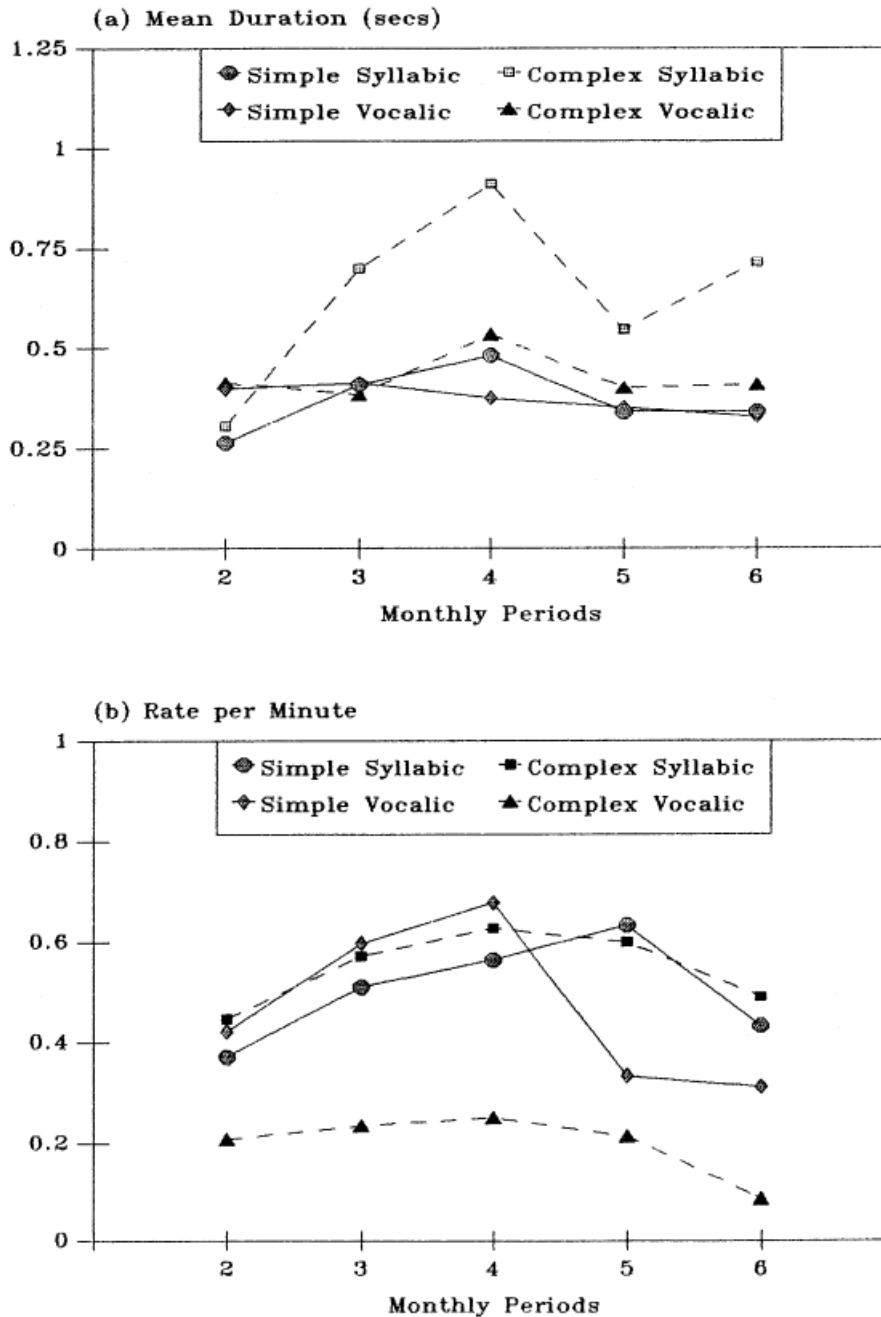 (a) Mean Duration (secs)
1.25
Simple Syllabic Complex Syllabic
Simple Vocalic Complex Vocalic
1
0.75
0.5
0.25
0
2 3 4 5 6
Monthly Periods
(b) Rate per Minute
1
Simple Syllabic Complex Syllabic
Simple Vocalic Complex Vocalic
0.8
0.6
0.4
0.2
0
2 3 4 5 6
Monthly Periods